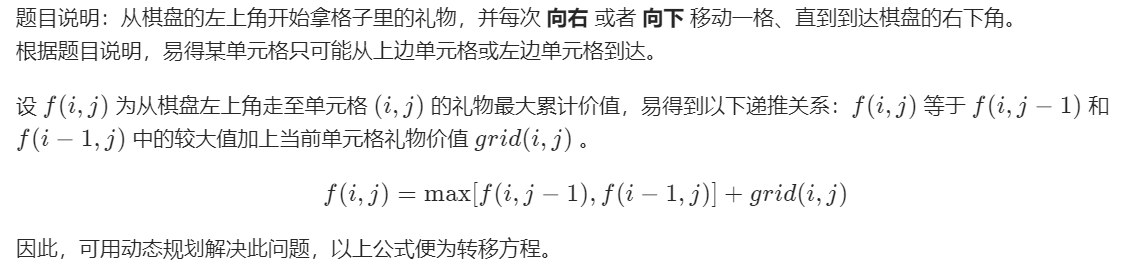 题目说明：从棋盘的左上角开始拿格子里的礼物，并每次 向右 或者 向下 移动一格、直到到达棋盘的右下角。
根据题目说明，易得某单元格只可能从上边单元格或左边单元格到达。
设 f(i, j) 为从棋盘左上角走至单元格 (i, j) 的礼物最大累计价值，易得到以下递推关系：f(i, j) 等于 f(i, j − 1) 和
f(i − 1, j) 中的较大值加上当前单元格礼物价值 grid(i, j) 。
f(i, j) = max[f(i, j − 1), f(i − 1, j)] + grid(i, j)
因此，可用动态规划解决此问题，以上公式便为转移方程。